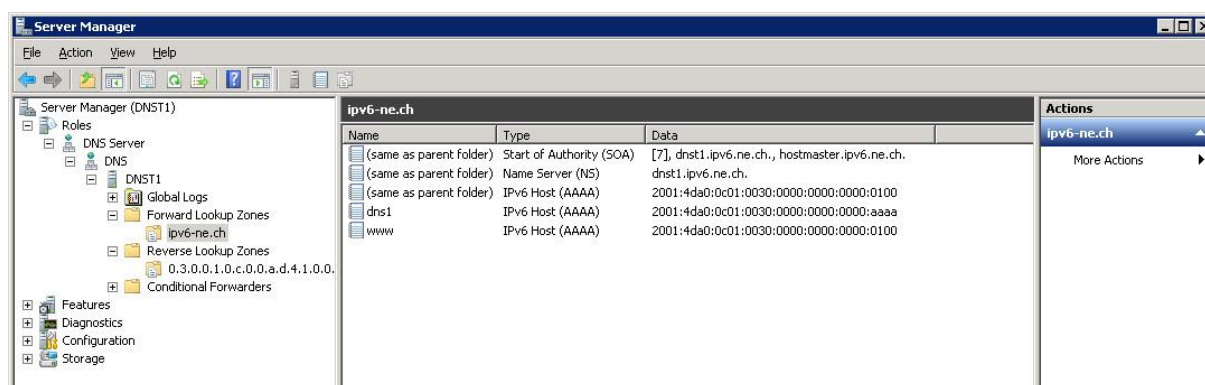 Server Manager
File Action View Help
Server Manager (DNST1)
Roles
DNS Server
DNS
DNST1
Global Logs
Forward Lookup Zones
ipv6-ne.ch
Reverse Lookup Zones
0.3.0.0.1.0.c.0.0.a.d.4.1.0.0.
Conditional Forwarders
Features
Diagnostics
Configuration
Storage
ipv6-ne.ch
Name Type Data
(same as parent folder) Start of Authority (SOA) [7], dnst1.ipv6.ne.ch., hostmaster.ipv6.ne.ch.
(same as parent folder) Name Server (NS) dnst1.ipv6.ne.ch.
(same as parent folder) IPv6 Host (AAAA) 2001:4da0:0c01:0030:0000:0000:0000:0100
dns1 IPv6 Host (AAAA) 2001:4da0:0c01:0030:0000:0000:0000:aaaa
www IPv6 Host (AAAA) 2001:4da0:0c01:0030:0000:0000:0000:0100
Actions
ipv6-ne.ch
More Actions